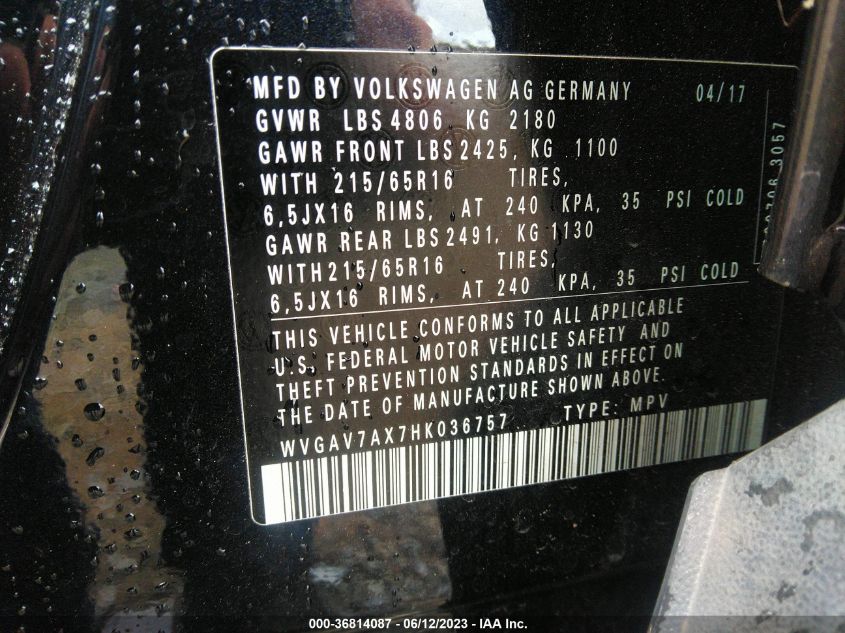 MFD BY VOLKSWAGEN AG GERMANY 04/17
GVWR LBS 4806 KG 2180
GAWR FRONT LBS 2425, KG 1100
WITH 215/65R16 TIRES,
6,5JX16 RIMS, AT 240 KPA, 35 PSI COLD
GAWR REAR LBS 2491, KG 1130
WITH215/65R16 TIRES,
6,5JX16 RIMS, AT 240 KPA, 35 PSI COLD
THIS VEHICLE CONFORMS TO ALL APPLICABLE
U.S. FEDERAL MOTOR VEHICLE SAFETY AND
THEFT PREVENTION STANDARDS IN EFFECT ON
THE DATE OF MANUFACTURE SHOWN ABOVE.
WVGAV7AX7HK036757 TYPE: MPV
3057
000-36814087 - 06/12/2023 - IAA Inc.